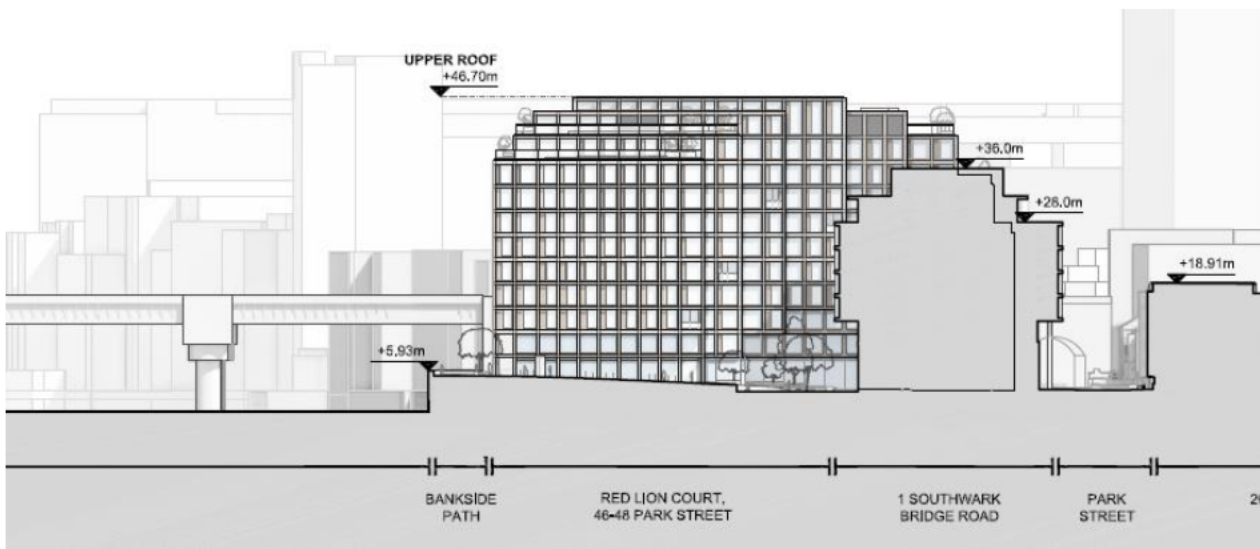 UPPER ROOF
+46.70m
+36.0m
+28.0m
+18.91m
+5.93m
BANKSIDE
PATH
RED LION COURT,
46-48 PARK STREET
1 SOUTHWARK
BRIDGE ROAD
PARK
STREET